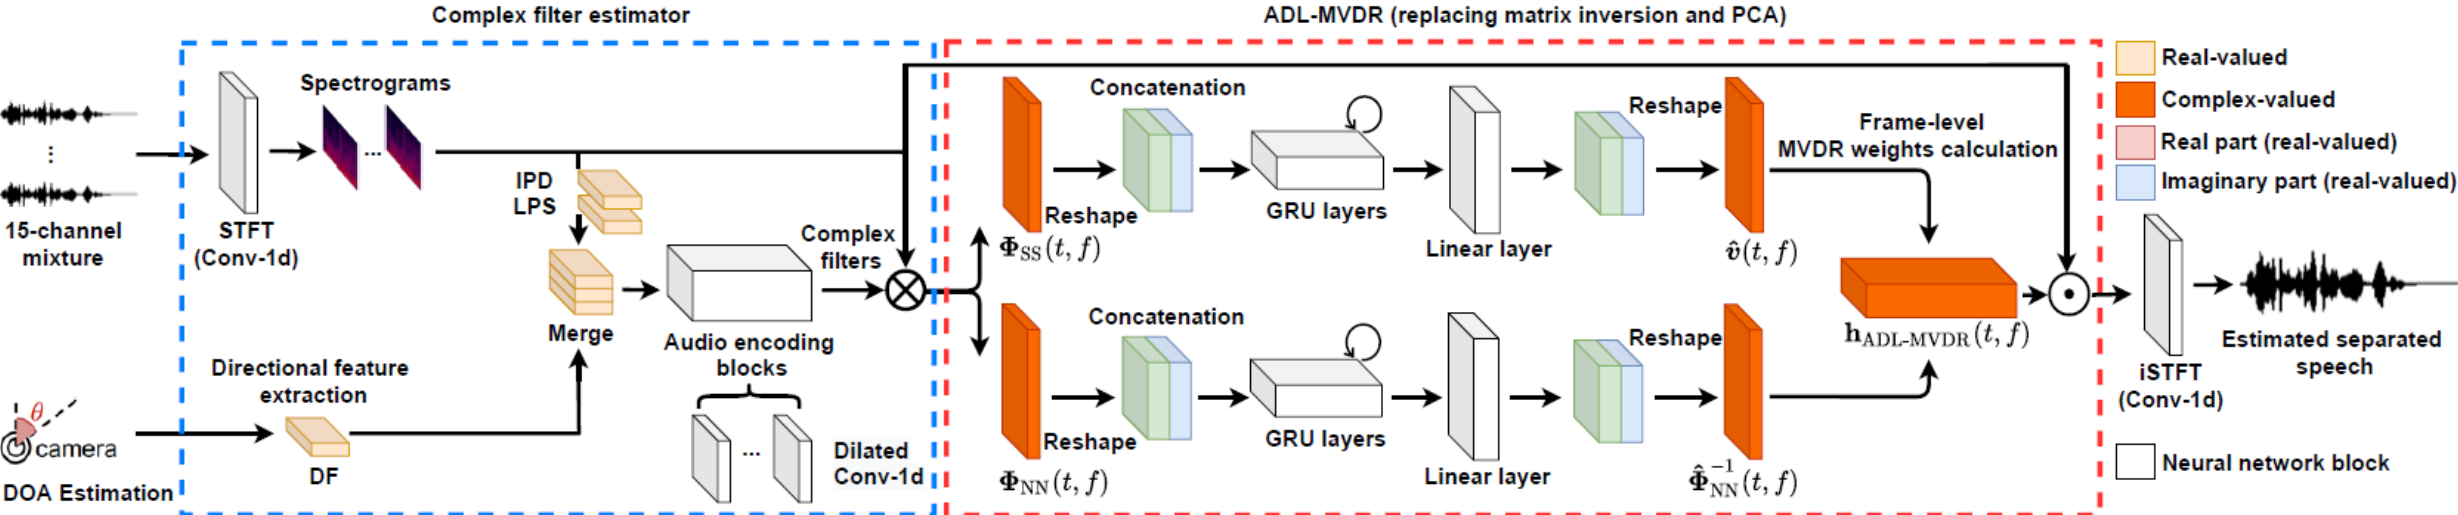 Complex filter estimator
ADL-MVDR (replacing matrix inversion and PCA)
15-channel
mixture
STFT
(Conv-1d)
Spectrograms
...
IPD
LPS
Merge
Directional feature
extraction
DF
θ
camera
DOA Estimation
Audio encoding
blocks
...
Dilated
Conv-1d
Complex
filters
Φ_SS(t, f)
Reshape
Concatenation
GRU layers
Linear layer
Reshape
v̂(t, f)
Φ_NN(t, f)
Reshape
Concatenation
GRU layers
Linear layer
Reshape
Φ̂_NN^{-1}(t, f)
Frame-level
MVDR weights calculation
h_ADL-MVDR(t, f)
iSTFT
(Conv-1d)
Estimated separated
speech
Real-valued
Complex-valued
Real part (real-valued)
Imaginary part (real-valued)
Neural network block